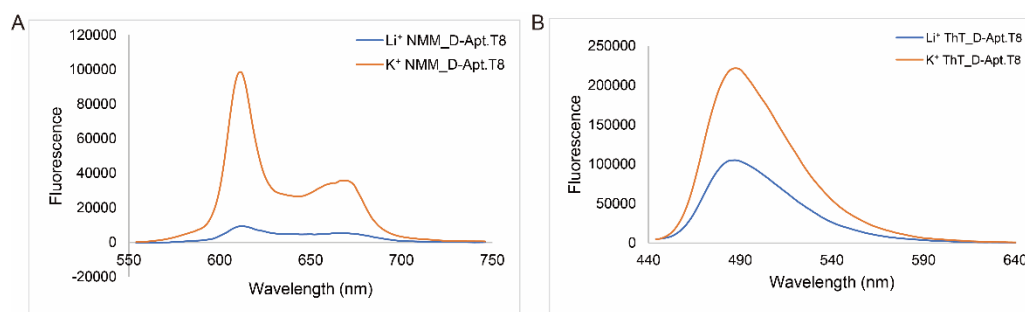 A
120000
100000
80000
60000
40000
20000
0
-20000
Fluorescence
550
600
650
700
750
Wavelength (nm)
Li⁺ NMM_D-Apt.T8
K⁺ NMM_D-Apt.T8
B
250000
200000
150000
100000
50000
0
Fluorescence
440
490
540
590
640
Wavelength (nm)
Li⁺ ThT_D-Apt.T8
K⁺ ThT_D-Apt.T8